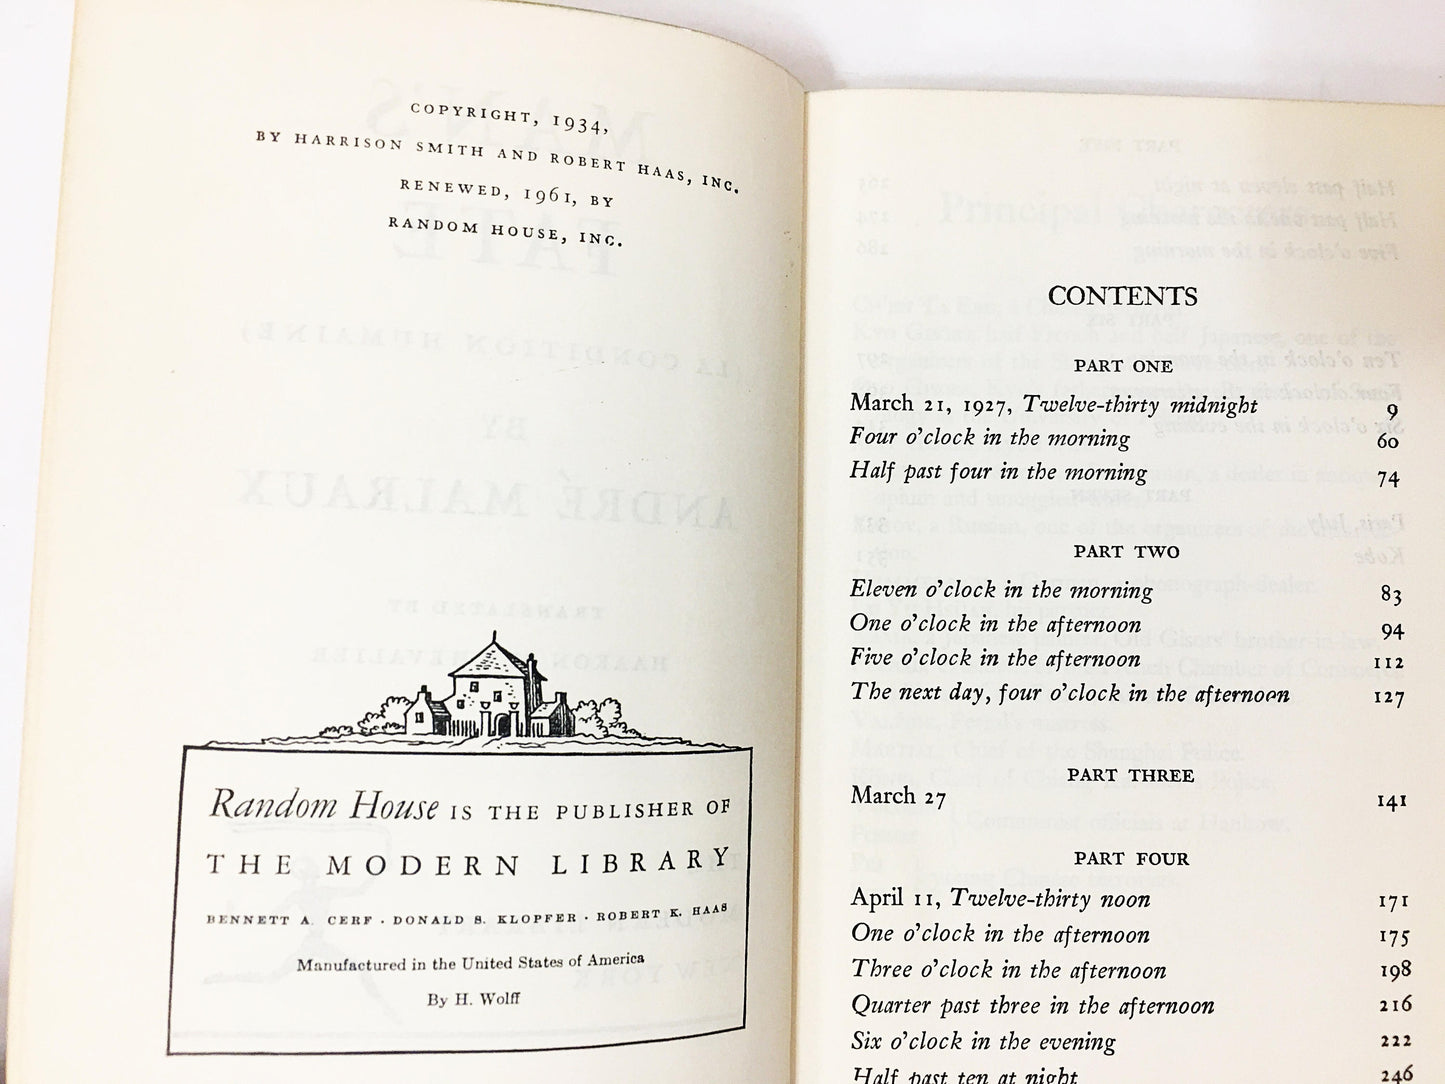 COPYRIGHT, 1934,
BY HARRISON SMITH AND ROBERT HAAS, INC.
RENEWED, 1961, BY
RANDOM HOUSE, INC.
Random House IS THE PUBLISHER OF
THE MODERN LIBRARY
BENNETT A. CERF · DONALD S. KLOPFER · ROBERT K. HAAS
Manufactured in the United States of America
By H. Wolff
CONTENTS
PART ONE
March 21, 1927, Twelve-thirty midnight 9
Four o'clock in the morning 60
Half past four in the morning 74
PART TWO
Eleven o'clock in the morning 83
One o'clock in the afternoon 94
Five o'clock in the afternoon 112
The next day, four o'clock in the afternoon 127
PART THREE
March 27 141
PART FOUR
April 11, Twelve-thirty noon 171
One o'clock in the afternoon 175
Three o'clock in the afternoon 198
Quarter past three in the afternoon 216
Six o'clock in the evening 222
Half past ten at night 246